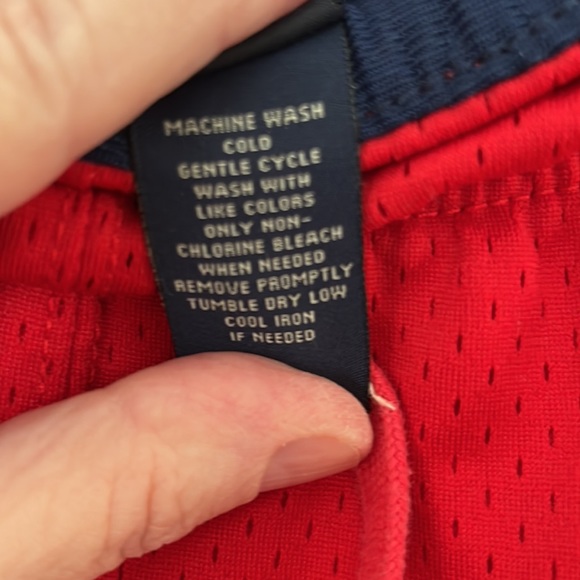 MACHINE WASH
COLD
GENTLE CYCLE
WASH WITH
LIKE COLORS
ONLY NON-
CHLORINE BLEACH
WHEN NEEDED
REMOVE PROMPTLY
TUMBLE DRY LOW
COOL IRON
IF NEEDED